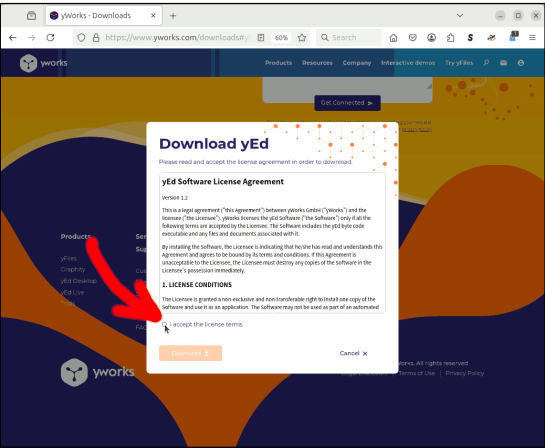 yWorks - Downloads × +
https://www.yworks.com/downloads#y 60% Search
yworks Products Resources Company Interactive demos Try yFiles
Get Connected
Download yEd
Please read and accept the license agreement in order to download.
yEd Software License Agreement
Version 1.2
This is a legal agreement ("this Agreement") between yWorks GmbH ("yWorks") and the
licensee ("the Licensee"). yWorks licenses the yEd Software ("the Software") only if all the
following terms are accepted by the Licensee. The Software includes the yEd byte code
executable and any files and documents associated with it.
By installing the Software, the Licensee is indicating that he/she has read and understands this
Agreement and agrees to be bound by its terms and conditions. If this Agreement is
unacceptable to the Licensee, the Licensee must destroy any copies of the Software in the
Licensee's possession immediately.
1. LICENSE CONDITIONS
The Licensee is granted a non-exclusive and non-transferable right to install one copy of the
Software and use it as an application. The Software may not be used as part of an automated
I accept the license terms
Download
Cancel ×
Products
yFiles
Graphity
yEd Desktop
yEd Live
Ser
Sup
Cus
FAQ
yworks
Works. All rights reserved
Terms of Use | Privacy Policy